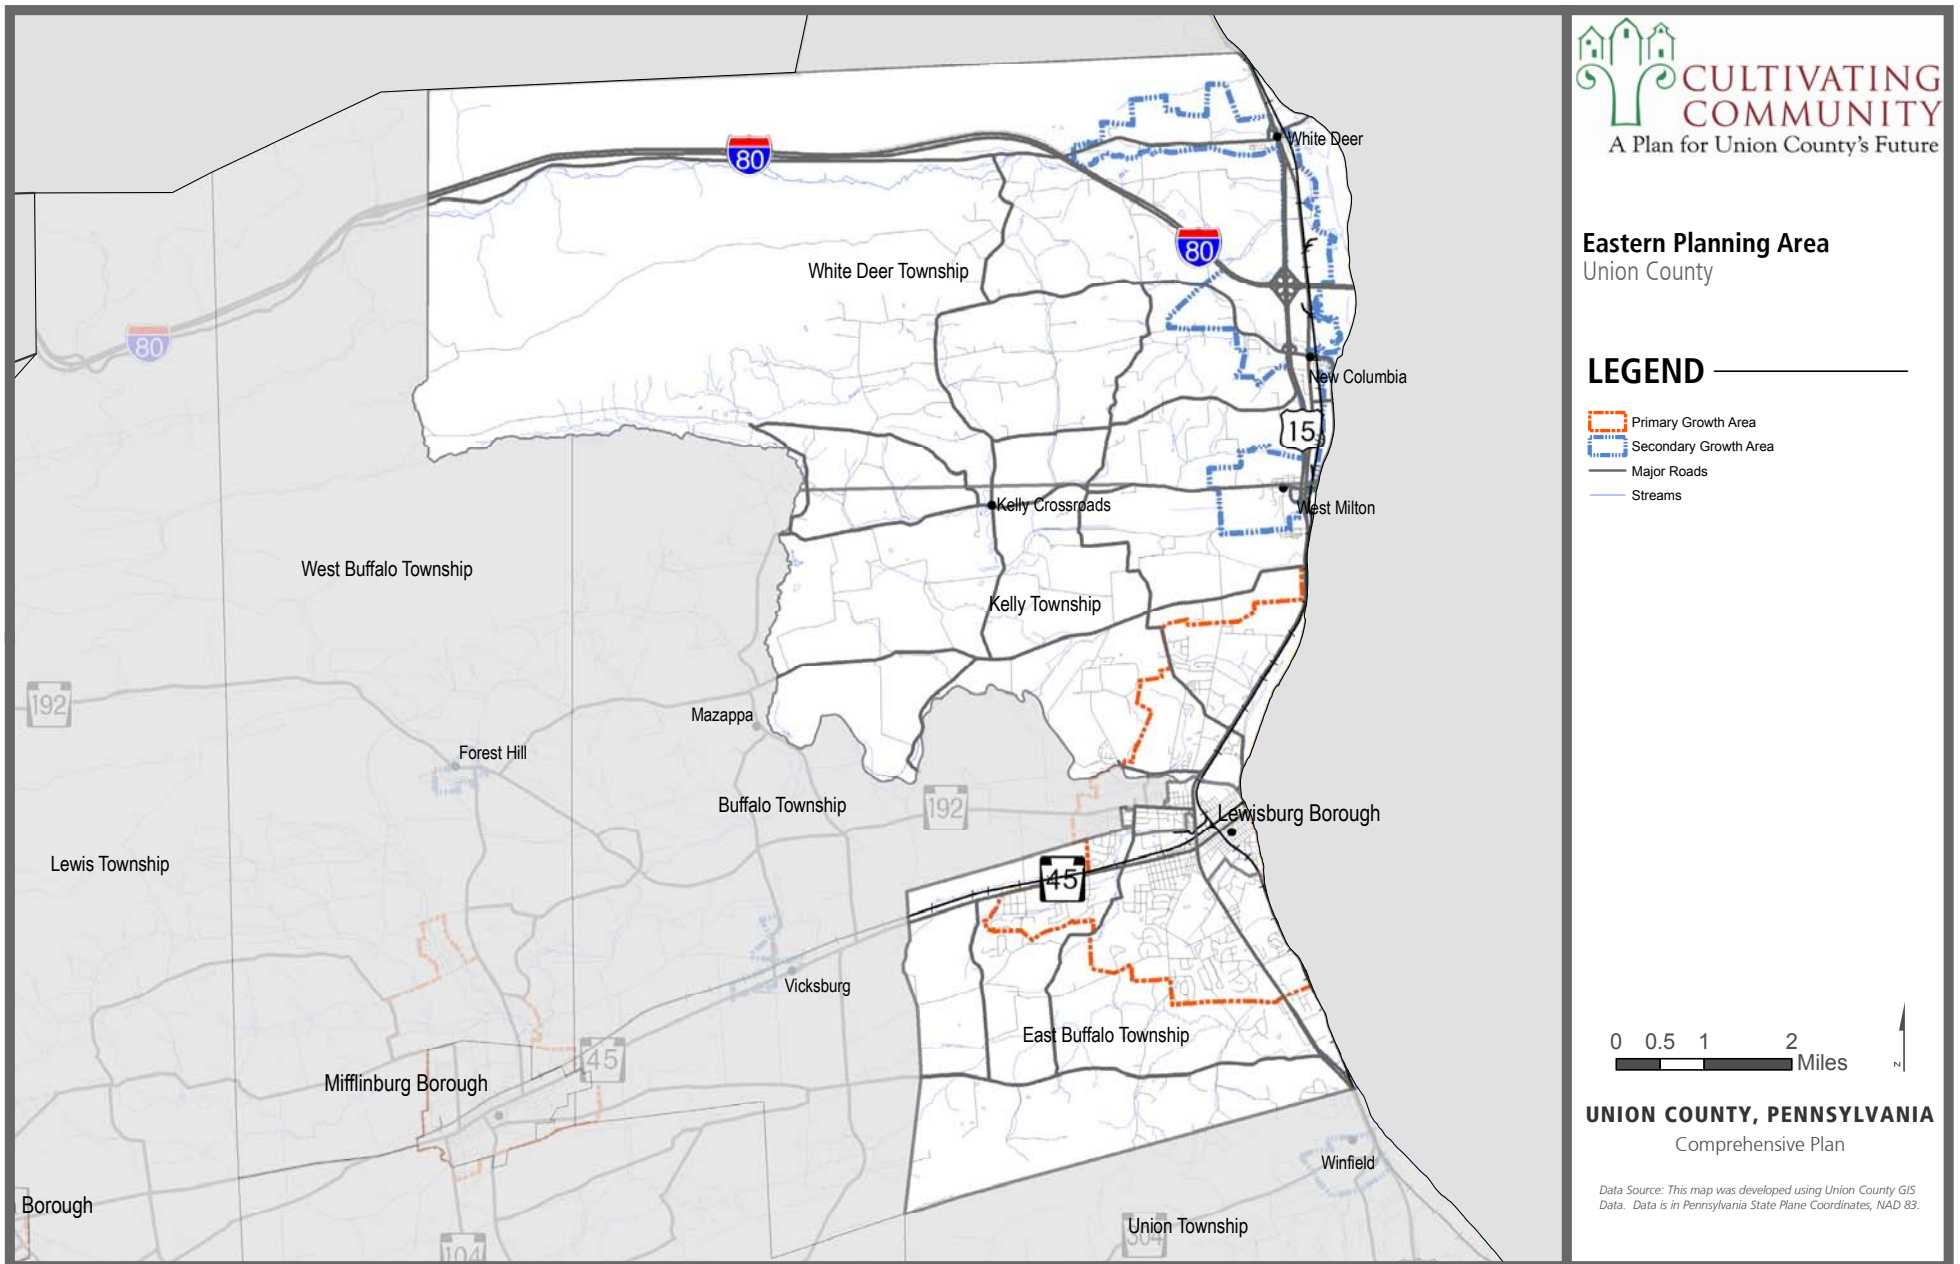 CULTIVATING
COMMUNITY
A Plan for Union County's Future
Eastern Planning Area
Union County
LEGEND
Primary Growth Area
Secondary Growth Area
Major Roads
Streams
0 0.5 1 2
Miles
z
UNION COUNTY, PENNSYLVANIA
Comprehensive Plan
Data Source: This map was developed using Union County GIS
Data. Data is in Pennsylvania State Plane Coordinates, NAD 83.
White Deer
80
80
White Deer Township
80
New Columbia
15
Kelly Crossroads
West Milton
West Buffalo Township
Kelly Township
192
Mazappa
Forest Hill
Buffalo Township
192
Lewisburg Borough
Lewis Township
45
Vicksburg
East Buffalo Township
45
Mifflinburg Borough
Winfield
Borough
Union Township
304
104